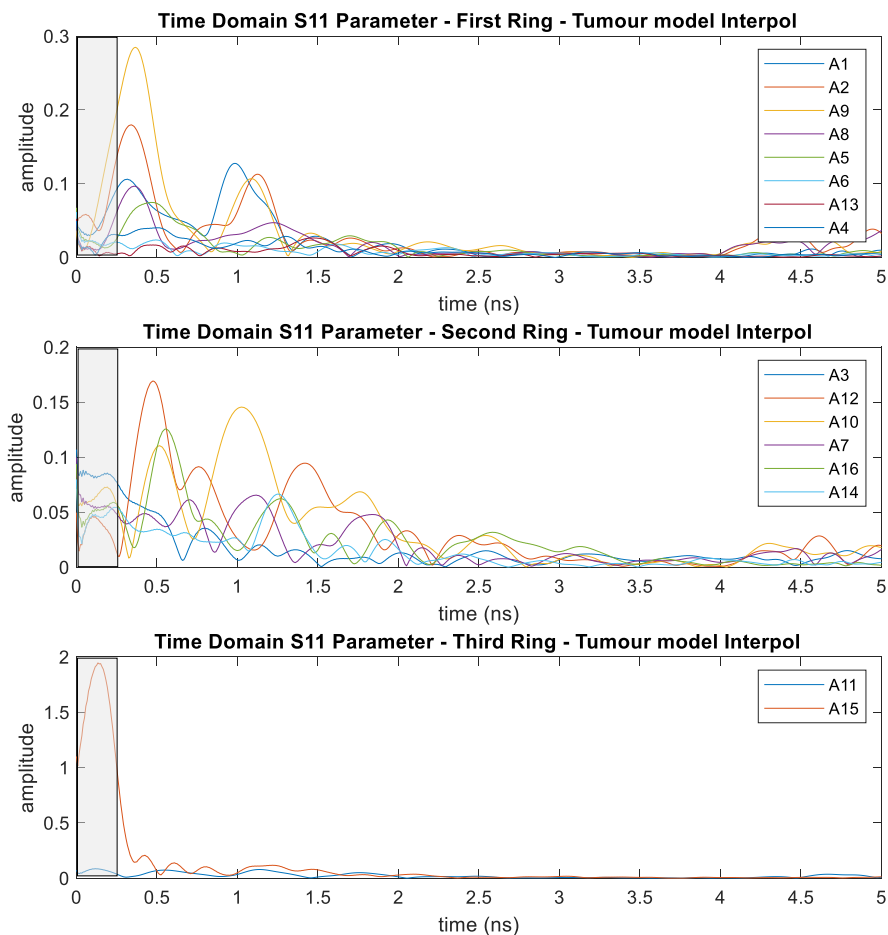 Time Domain S11 Parameter - First Ring - Tumour model Interpol
0.3
0.2
0.1
0
amplitude
A1
A2
A9
A8
A5
A6
A13
A4
0 0.5 1 1.5 2 2.5 3 3.5 4 4.5 5
time (ns)
Time Domain S11 Parameter - Second Ring - Tumour model Interpol
0.2
0.15
0.1
0.05
0
amplitude
A3
A12
A10
A7
A16
A14
0 0.5 1 1.5 2 2.5 3 3.5 4 4.5 5
time (ns)
Time Domain S11 Parameter - Third Ring - Tumour model Interpol
2
1.5
1
0.5
0
amplitude
A11
A15
0 0.5 1 1.5 2 2.5 3 3.5 4 4.5 5
time (ns)